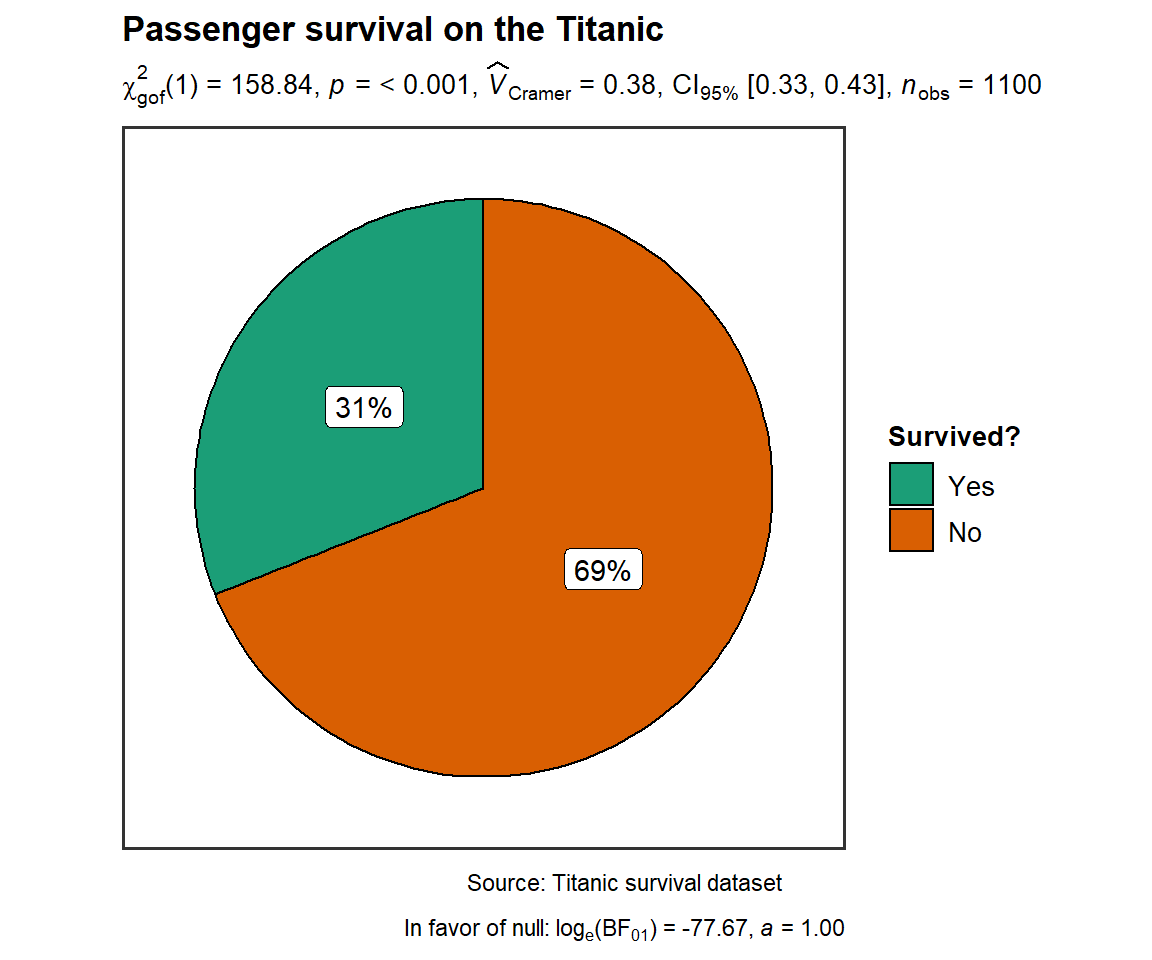 Passenger survival on the Titanic
χ²gof(1) = 158.84, p = < 0.001, V̂Cramer = 0.38, CI95% [0.33, 0.43], nobs = 1100
31%
69%
Survived?
Yes
No
Source: Titanic survival dataset
In favor of null: loge(BF01) = -77.67, a = 1.00